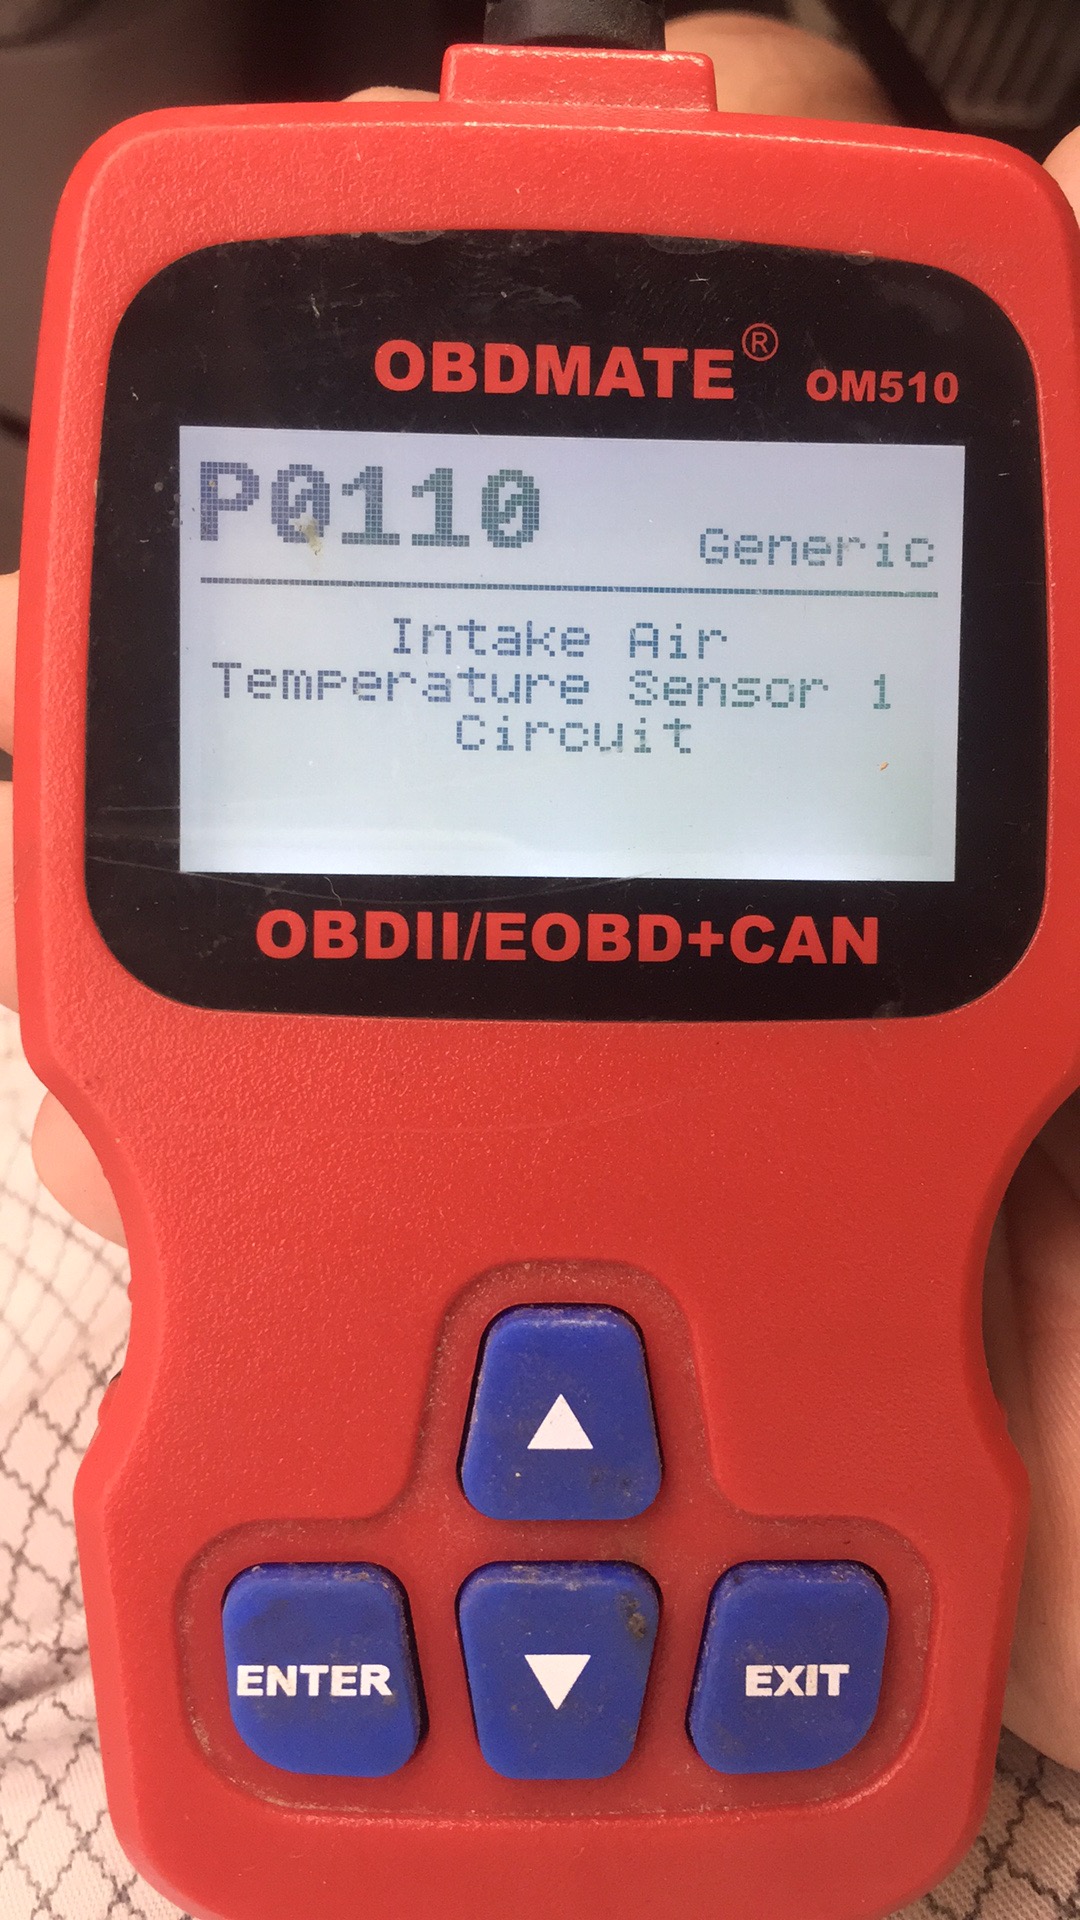 OBDMATE® OM510
P0110 Generic
Intake Air
Temperature Sensor 1
Circuit
OBDII/EOBD+CAN
ENTER EXIT